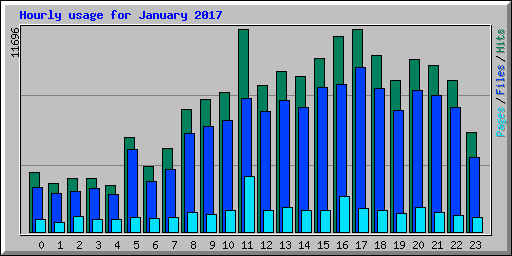 Hourly usage for January 2017
11696
Pages/Files/Hits
0 1 2 3 4 5 6 7 8 9 10 11 12 13 14 15 16 17 18 19 20 21 22 23